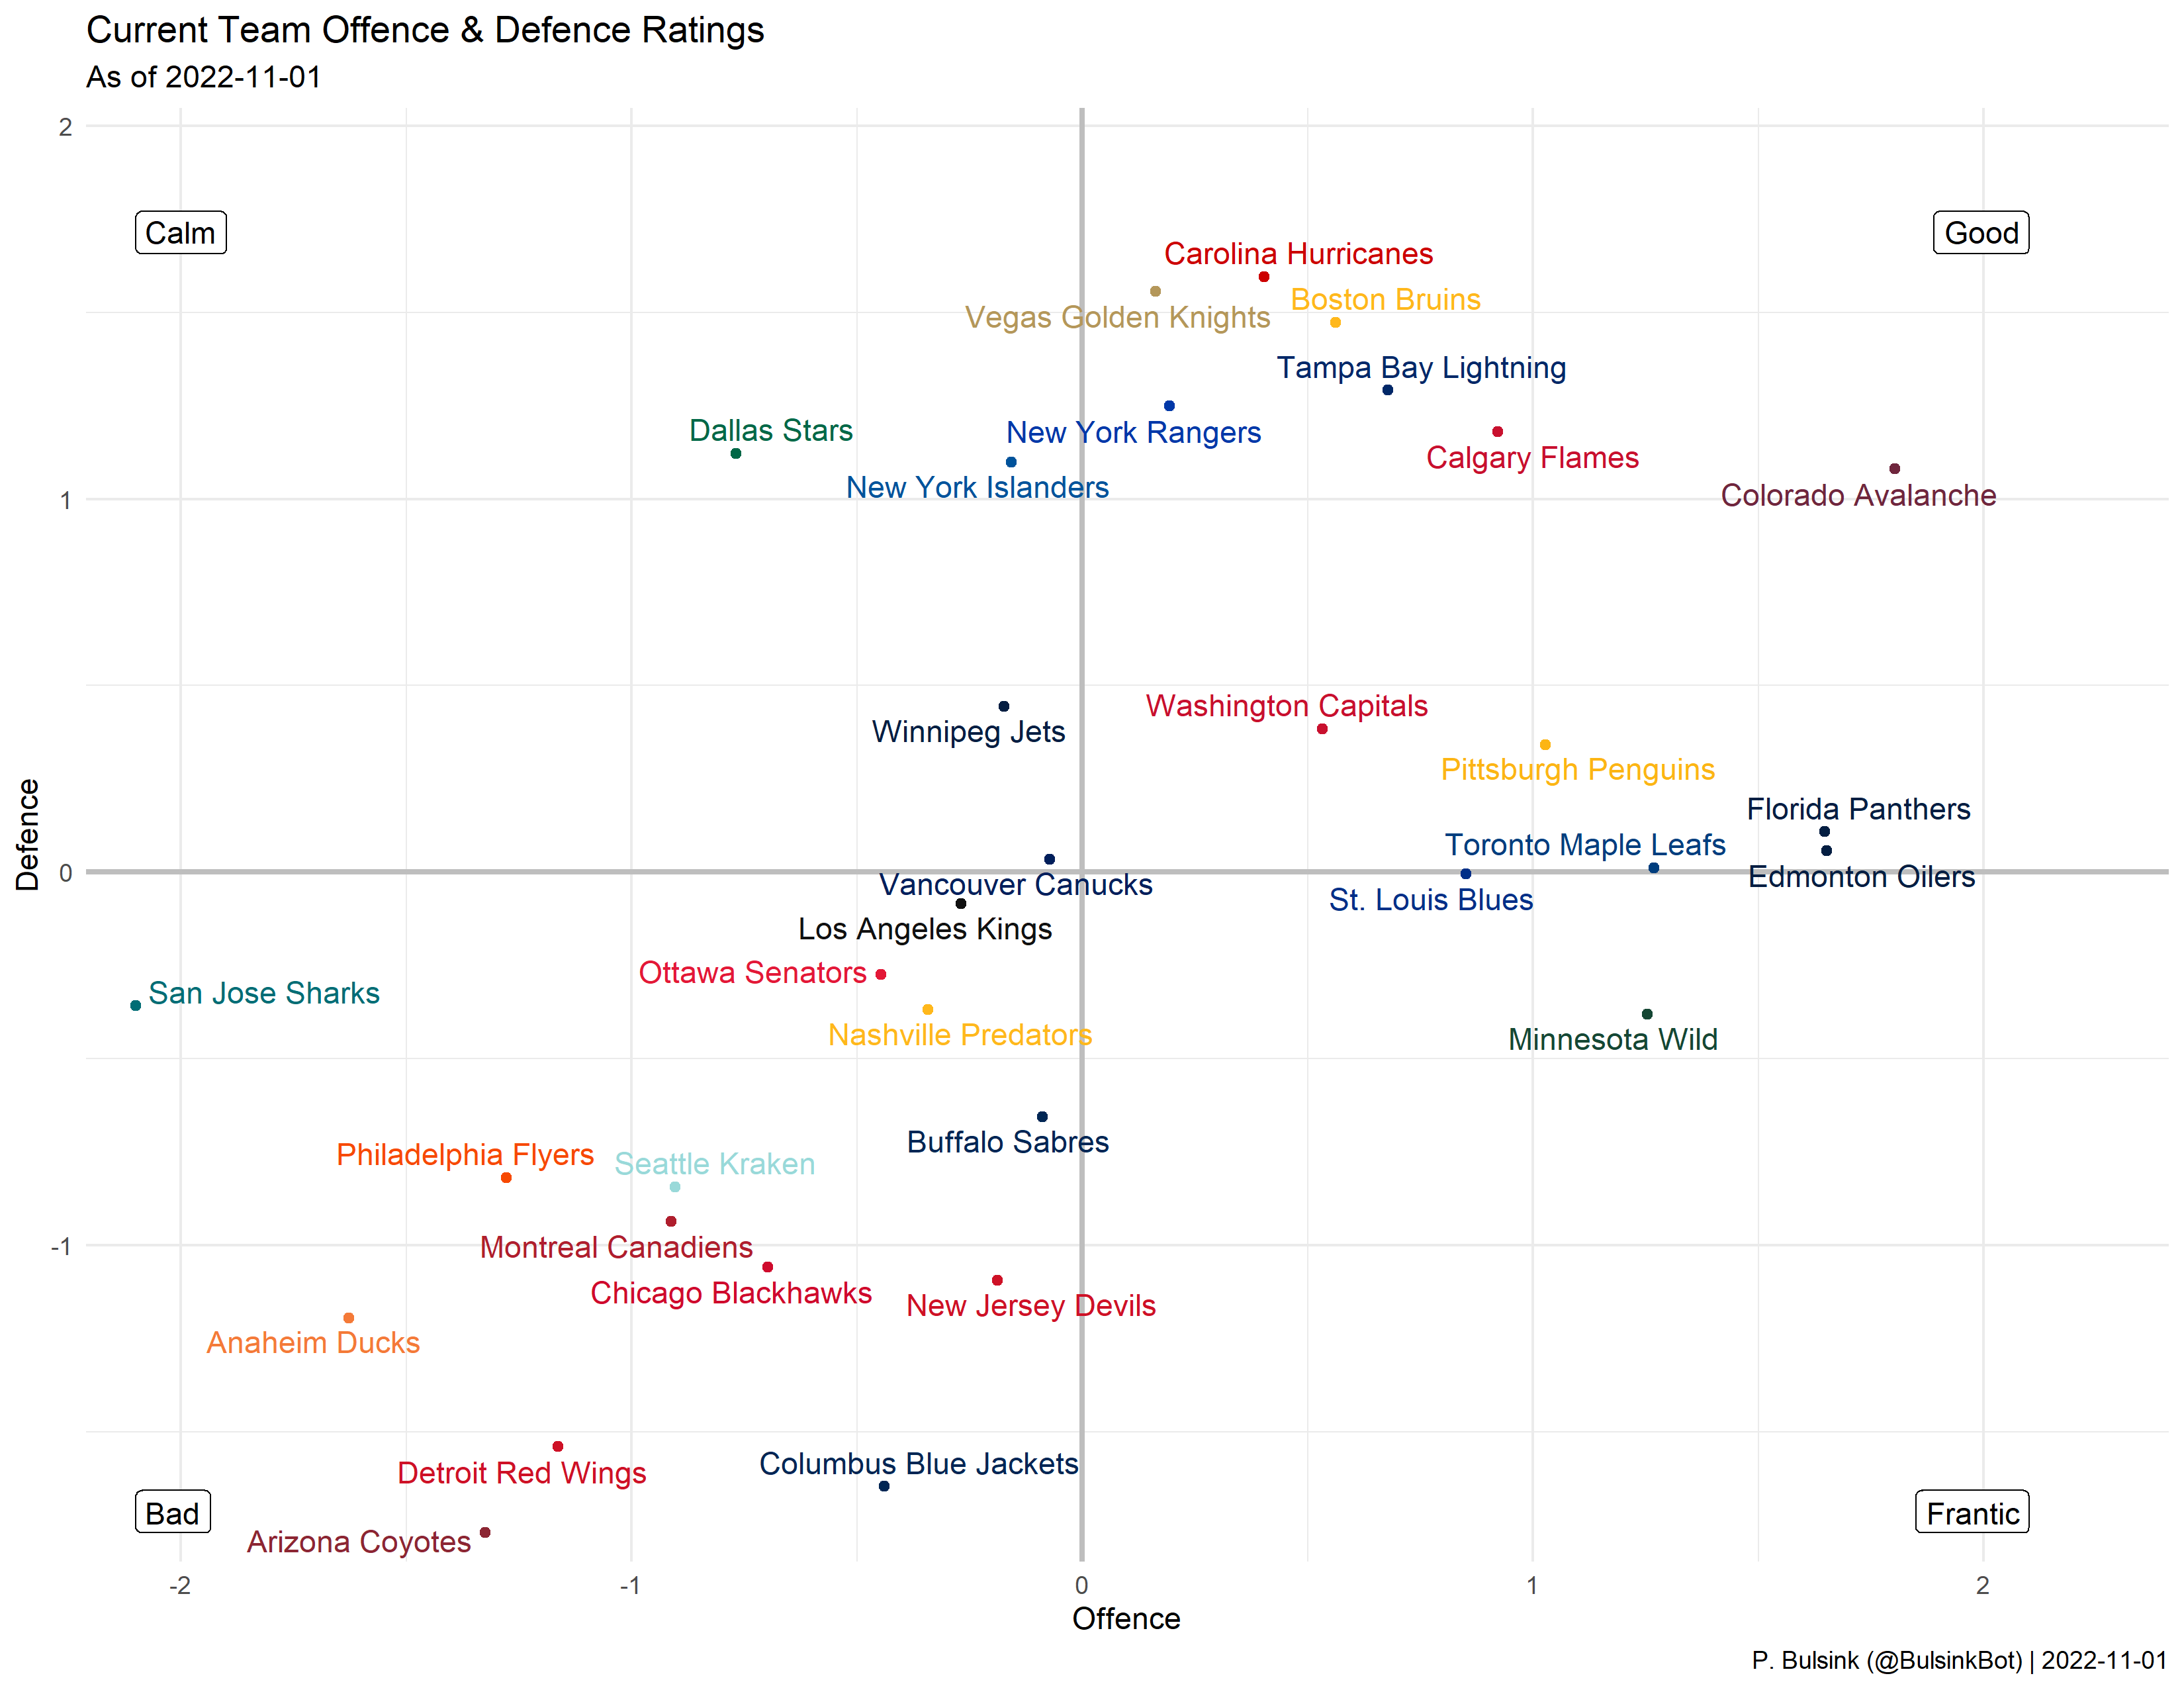 Current Team Offence & Defence Ratings
As of 2022-11-01
2
Calm
Good
Carolina Hurricanes
Boston Bruins
Vegas Golden Knights
Tampa Bay Lightning
Dallas Stars
New York Rangers
Calgary Flames
New York Islanders
Colorado Avalanche
1
Washington Capitals
Winnipeg Jets
Pittsburgh Penguins
Florida Panthers
Toronto Maple Leafs
Defence
0
Edmonton Oilers
Vancouver Canucks
St. Louis Blues
Los Angeles Kings
Ottawa Senators
San Jose Sharks
Nashville Predators
Minnesota Wild
Buffalo Sabres
Philadelphia Flyers
Seattle Kraken
-1
Montreal Canadiens
Chicago Blackhawks
New Jersey Devils
Anaheim Ducks
Columbus Blue Jackets
Detroit Red Wings
Bad
Frantic
Arizona Coyotes
-2
-1
0
1
2
Offence
P. Bulsink (@BulsinkBot) | 2022-11-01